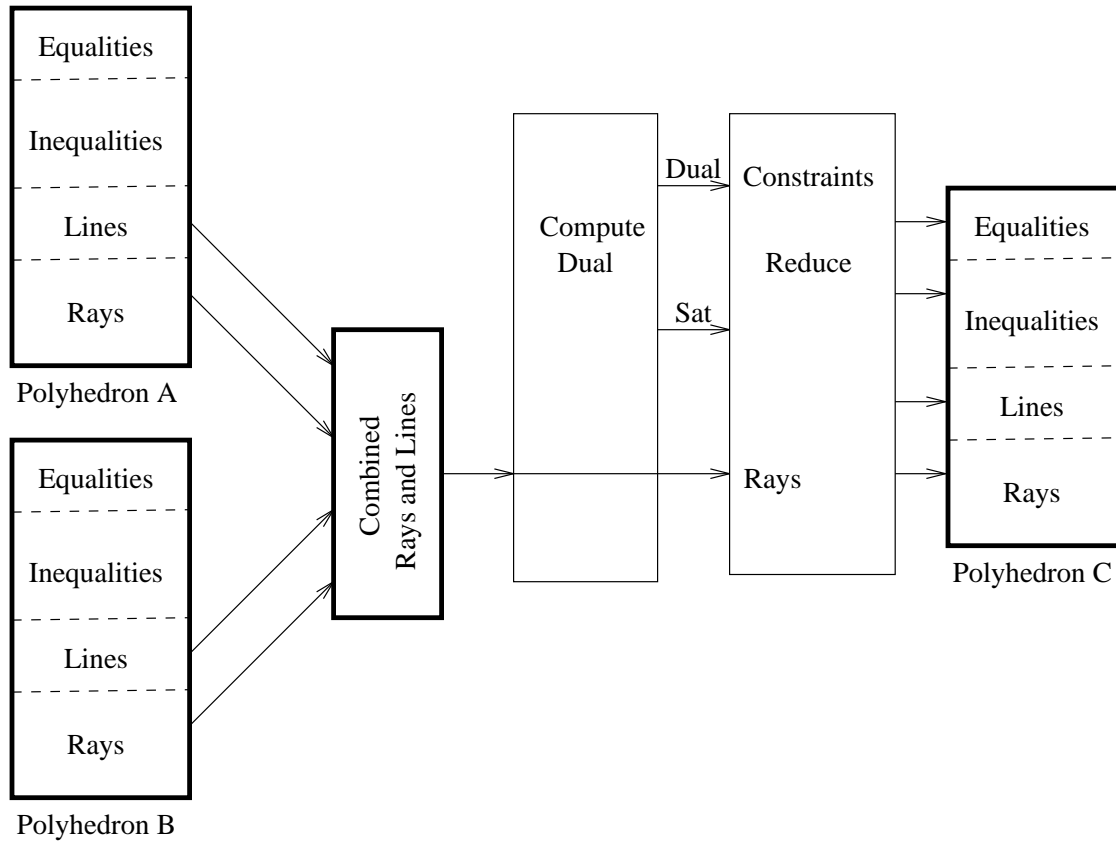 Equalities
Inequalities
Lines
Rays
Polyhedron A
Equalities
Inequalities
Lines
Rays
Polyhedron B
Combined
Rays and Lines
Compute
Dual
Dual
Sat
Constraints
Reduce
Rays
Equalities
Inequalities
Lines
Rays
Polyhedron C